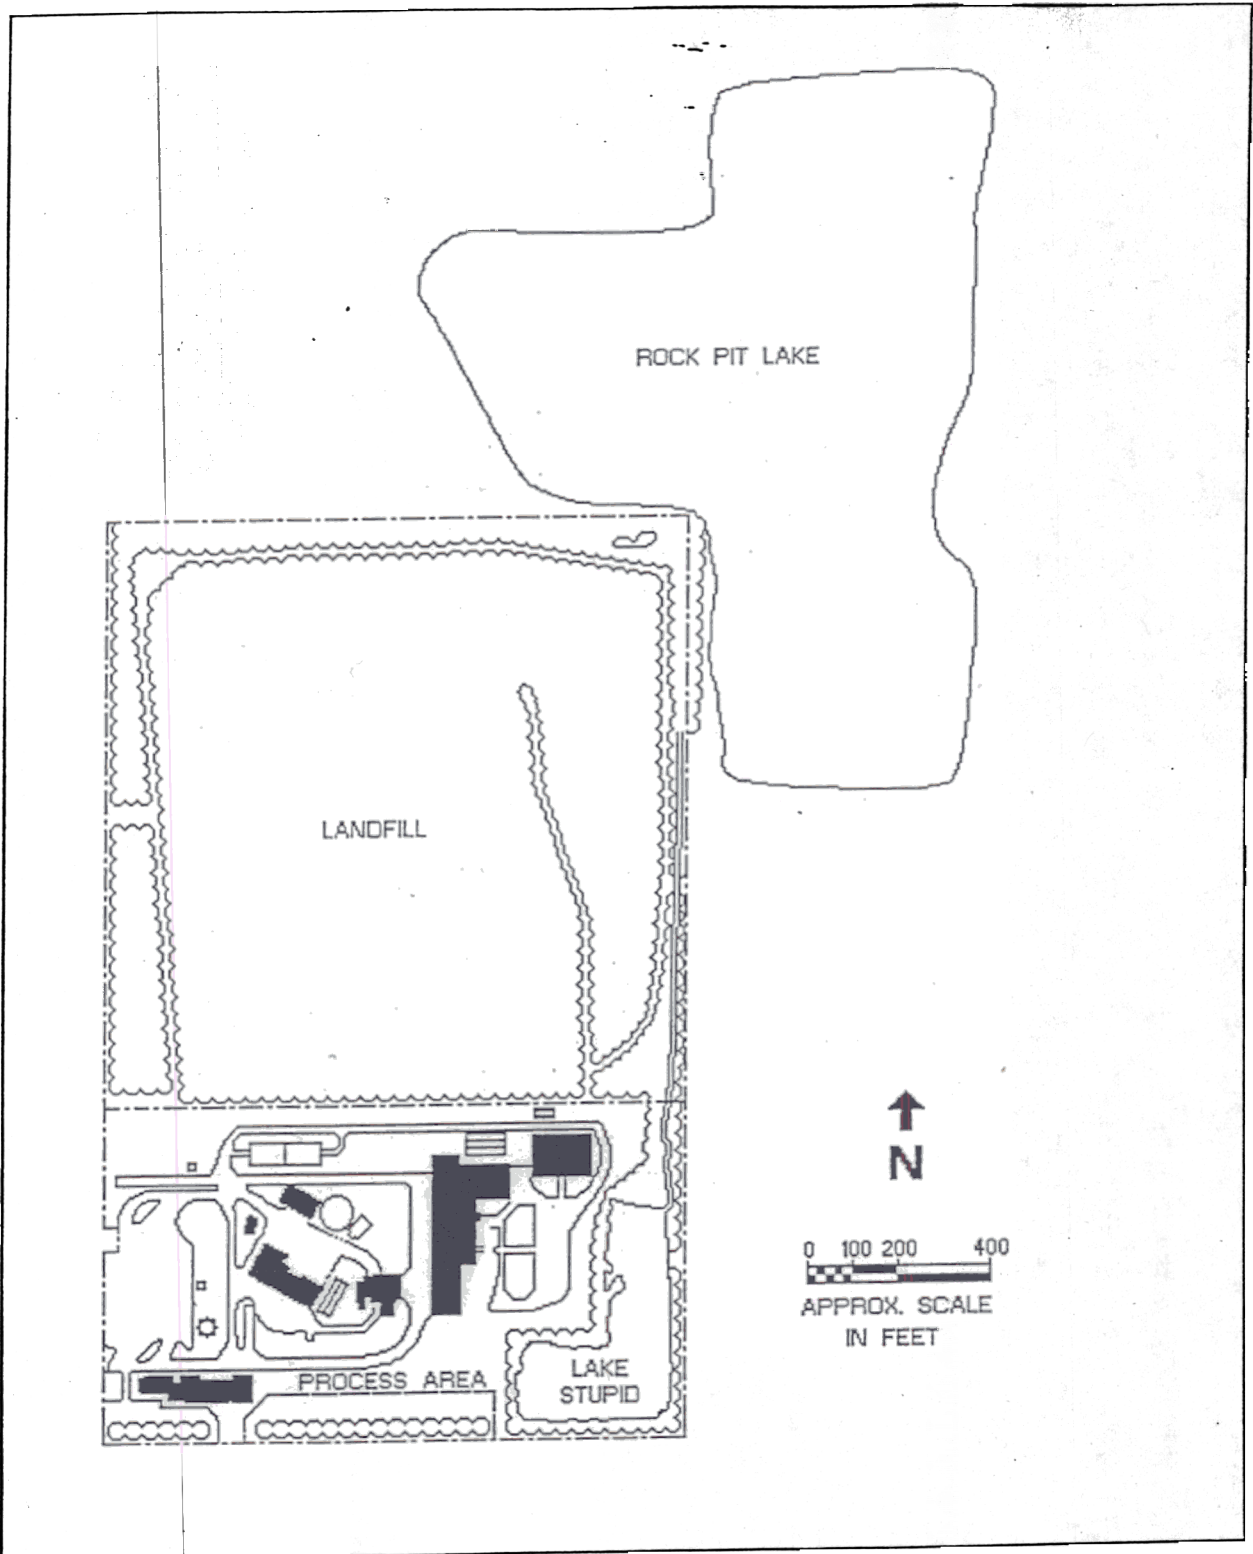 ROCK PIT LAKE
LANDFILL
N
0 100 200 400
APPROX. SCALE
IN FEET
LAKE
STUPID
PROCESS AREA